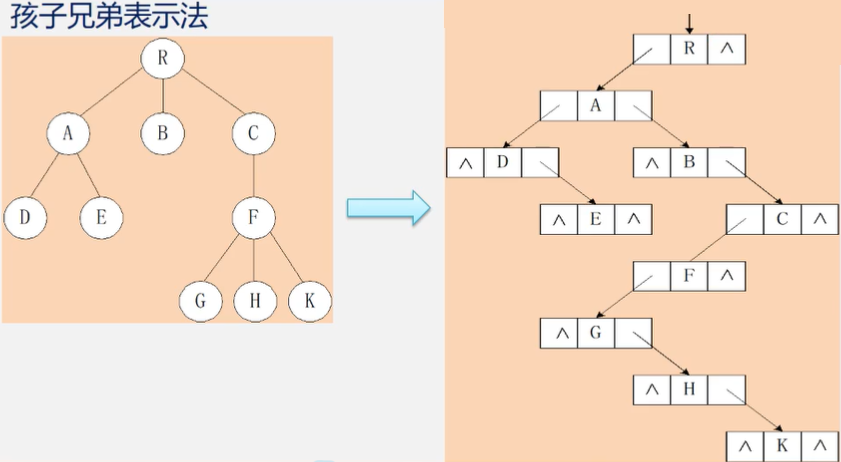 孩子兄弟表示法
R
A B C
D E F
G H K
R ∧
A
∧ D ∧ B
∧ E ∧ C ∧
F ∧
∧ G
∧ H
∧ K ∧